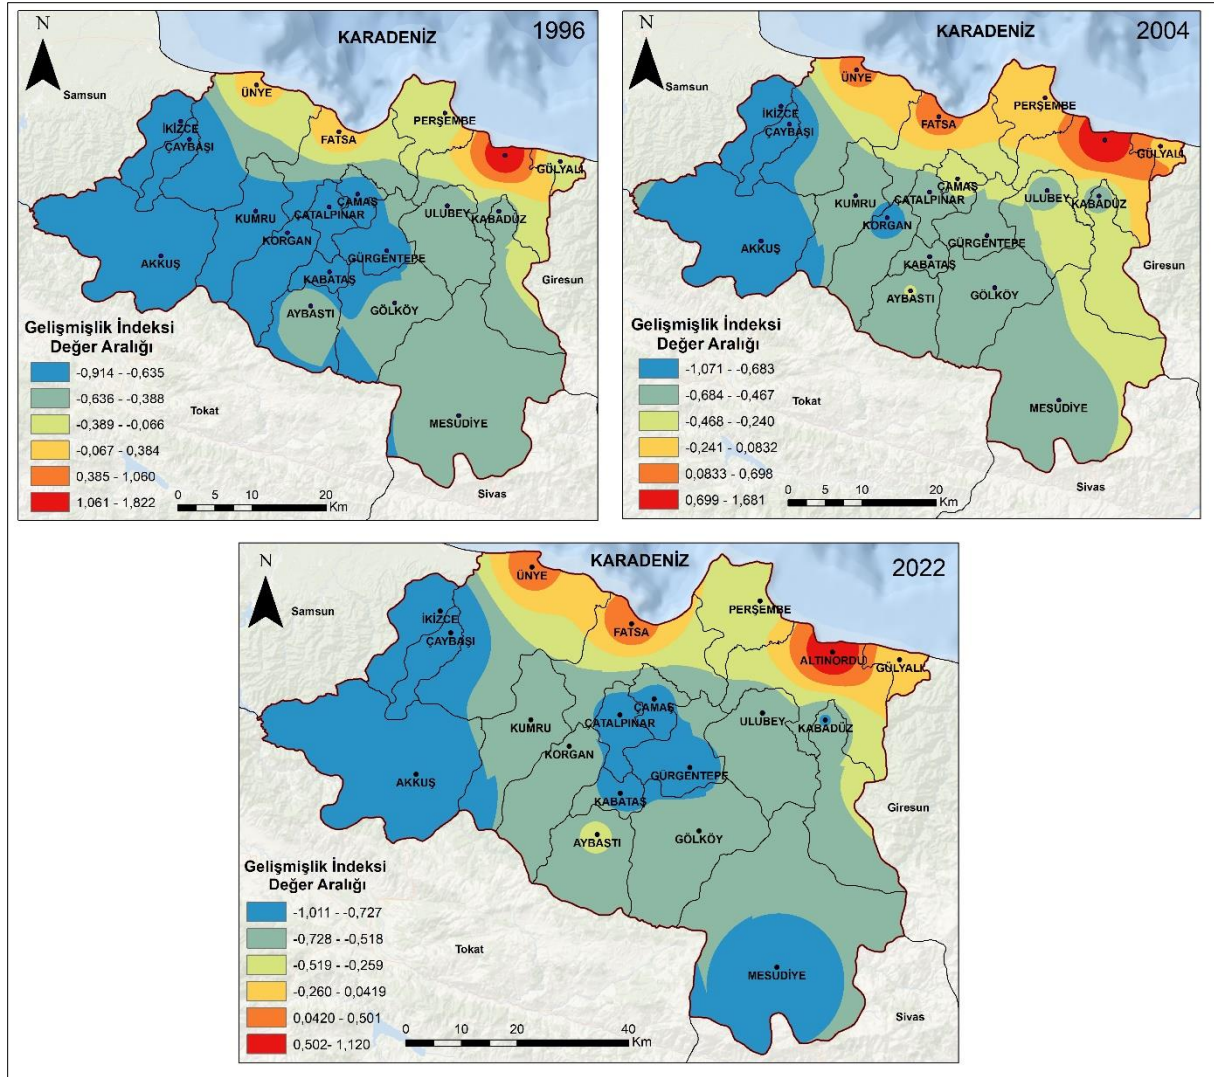 N
KARADENİZ
1996
Samsun
ÜNYE
FATSA
PERŞEMBE
GÜLYALI
İKİZCE
ÇAYBAŞI
KUMRU
ÇATALPINAR
ÇAMAŞ
ULUBEY
KABADÜZ
KORGAN
GÜRGENTEPE
AKKUŞ
KABATAŞ
Giresun
AYBASTI
GÖLKÖY
MESUDİYE
Tokat
Sivas
Gelişmişlik İndeksi
Değer Aralığı
-0,914 - -0,635
-0,636 - -0,388
-0,389 - -0,066
-0,067 - 0,384
0,385 - 1,060
1,061 - 1,822
0 5 10 20
Km
N
KARADENİZ
2004
Samsun
ÜNYE
FATSA
PERŞEMBE
GÜLYALI
İKİZCE
ÇAYBAŞI
KUMRU
ÇATALPINAR
ÇAMAŞ
ULUBEY
KABADÜZ
KORGAN
GÜRGENTEPE
AKKUŞ
KABATAŞ
Giresun
AYBASTI
GÖLKÖY
MESUDİYE
Tokat
Sivas
Gelişmişlik İndeksi
Değer Aralığı
-1,071 - -0,683
-0,684 - -0,467
-0,468 - -0,240
-0,241 - 0,0832
0,0833 - 0,698
0,699 - 1,681
0 5 10 20
Km
N
KARADENİZ
2022
Samsun
ÜNYE
FATSA
PERŞEMBE
ALTINORDU
GÜLYALI
İKİZCE
ÇAYBAŞI
KUMRU
ÇATALPINAR
ÇAMAŞ
ULUBEY
KABADÜZ
KORGAN
GÜRGENTEPE
AKKUŞ
KABATAŞ
Giresun
AYBASTI
GÖLKÖY
MESUDİYE
Tokat
Sivas
Gelişmişlik İndeksi
Değer Aralığı
-1,011 - -0,727
-0,728 - -0,518
-0,519 - -0,259
-0,260 - 0,0419
0,0420 - 0,501
0,502- 1,120
0 10 20 40
Km